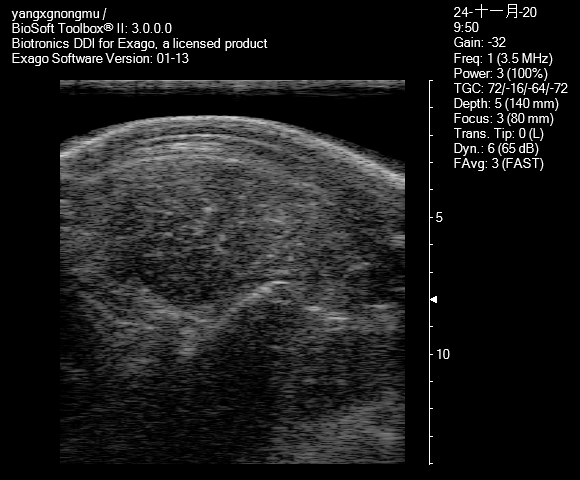 yangxgnongmu /
BioSoft Toolbox® II: 3.0.0.0
Biotronics DDI for Exago, a licensed product
Exago Software Version: 01-13
24-十一月-20
9:50
Gain: -32
Freq: 1 (3.5 MHz)
Power: 3 (100%)
TGC: 72/-16/-64/-72
Depth: 5 (140 mm)
Focus: 3 (80 mm)
Trans. Tip: 0 (L)
Dyn.: 6 (65 dB)
FAvg: 3 (FAST)
5
10